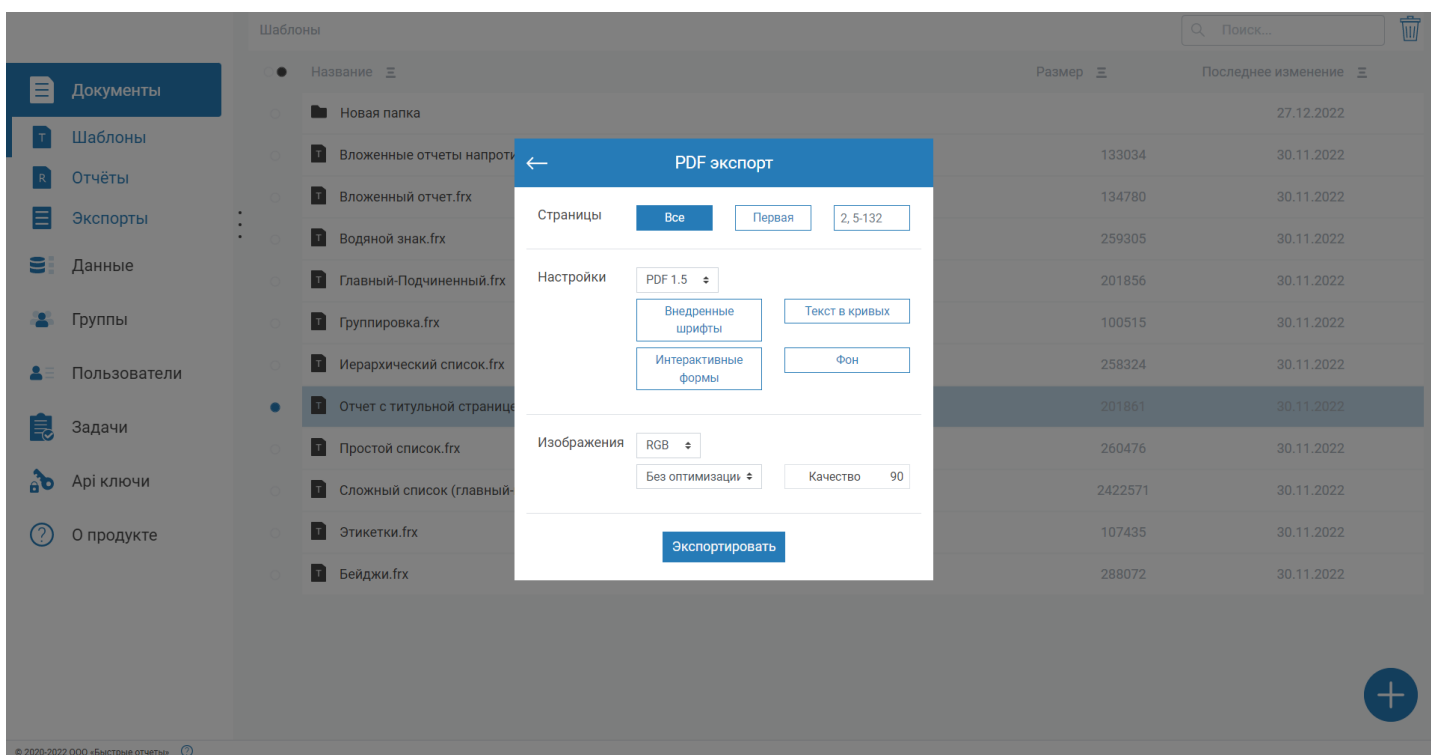 Шаблоны
Поиск...
Документы
Шаблоны
Отчёты
Экспорты
Данные
Группы
Пользователи
Задачи
Api ключи
О продукте
Название Размер Последнее изменение
Новая папка 27.12.2022
Вложенные отчеты напроти 133034 30.11.2022
Вложенный отчет.frx 134780 30.11.2022
Водяной знак.frx 259305 30.11.2022
Главный-Подчиненный.frx 201856 30.11.2022
Группировка.frx 100515 30.11.2022
Иерархический список.frx 258324 30.11.2022
Отчет с титульной странице 201861 30.11.2022
Простой список.frx 260476 30.11.2022
Сложный список (главный- 2422571 30.11.2022
Этикетки.frx 107435 30.11.2022
Бейджи.frx 288072 30.11.2022
PDF экспорт
Страницы Все Первая 2, 5-132
Настройки PDF 1.5
Внедренные шрифты Текст в кривых
Интерактивные формы Фон
Изображения RGB
Без оптимизации Качество 90
Экспортировать
© 2020-2022 ООО «Быстрые отчеты»